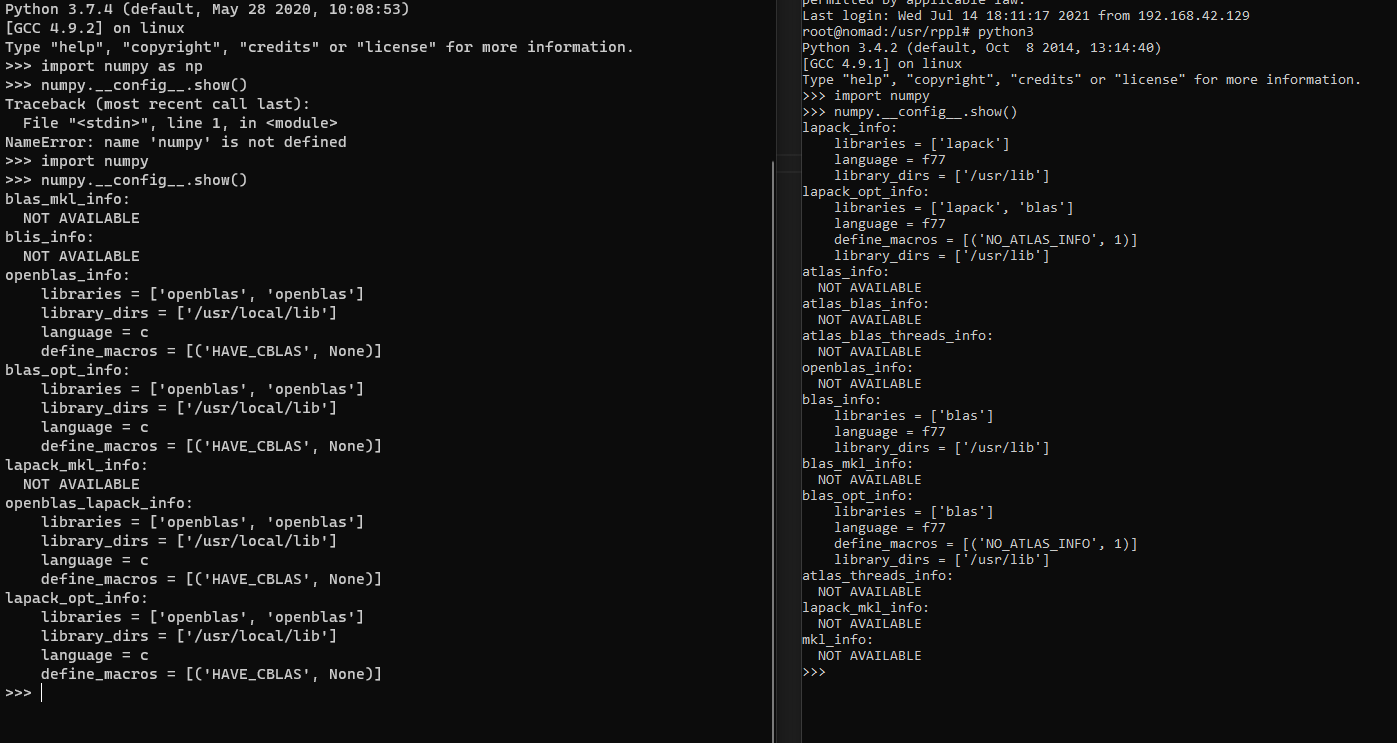 Python 3.7.4 (default, May 28 2020, 10:08:53)
[GCC 4.9.2] on linux
Type "help", "copyright", "credits" or "license" for more information.
>>> import numpy as np
>>> numpy.__config__.show()
Traceback (most recent call last):
  File "<stdin>", line 1, in <module>
NameError: name 'numpy' is not defined
>>> import numpy
>>> numpy.__config__.show()
blas_mkl_info:
  NOT AVAILABLE
blis_info:
  NOT AVAILABLE
openblas_info:
    libraries = ['openblas', 'openblas']
    library_dirs = ['/usr/local/lib']
    language = c
    define_macros = [('HAVE_CBLAS', None)]
blas_opt_info:
    libraries = ['openblas', 'openblas']
    library_dirs = ['/usr/local/lib']
    language = c
    define_macros = [('HAVE_CBLAS', None)]
lapack_mkl_info:
  NOT AVAILABLE
openblas_lapack_info:
    libraries = ['openblas', 'openblas']
    library_dirs = ['/usr/local/lib']
    language = c
    define_macros = [('HAVE_CBLAS', None)]
lapack_opt_info:
    libraries = ['openblas', 'openblas']
    library_dirs = ['/usr/local/lib']
    language = c
    define_macros = [('HAVE_CBLAS', None)]
>>>
permitted by applicable law.
Last login: Wed Jul 14 18:11:17 2021 from 192.168.42.129
root@nomad:/usr/rppl# python3
Python 3.4.2 (default, Oct  8 2014, 13:14:40)
[GCC 4.9.1] on linux
Type "help", "copyright", "credits" or "license" for more information.
>>> import numpy
>>> numpy.__config__.show()
lapack_info:
    libraries = ['lapack']
    language = f77
    library_dirs = ['/usr/lib']
lapack_opt_info:
    libraries = ['lapack', 'blas']
    language = f77
    define_macros = [('NO_ATLAS_INFO', 1)]
    library_dirs = ['/usr/lib']
atlas_info:
  NOT AVAILABLE
atlas_blas_info:
  NOT AVAILABLE
atlas_blas_threads_info:
  NOT AVAILABLE
openblas_info:
  NOT AVAILABLE
blas_info:
    libraries = ['blas']
    language = f77
    library_dirs = ['/usr/lib']
blas_mkl_info:
  NOT AVAILABLE
blas_opt_info:
    libraries = ['blas']
    language = f77
    define_macros = [('NO_ATLAS_INFO', 1)]
    library_dirs = ['/usr/lib']
atlas_threads_info:
  NOT AVAILABLE
lapack_mkl_info:
  NOT AVAILABLE
mkl_info:
  NOT AVAILABLE
>>>